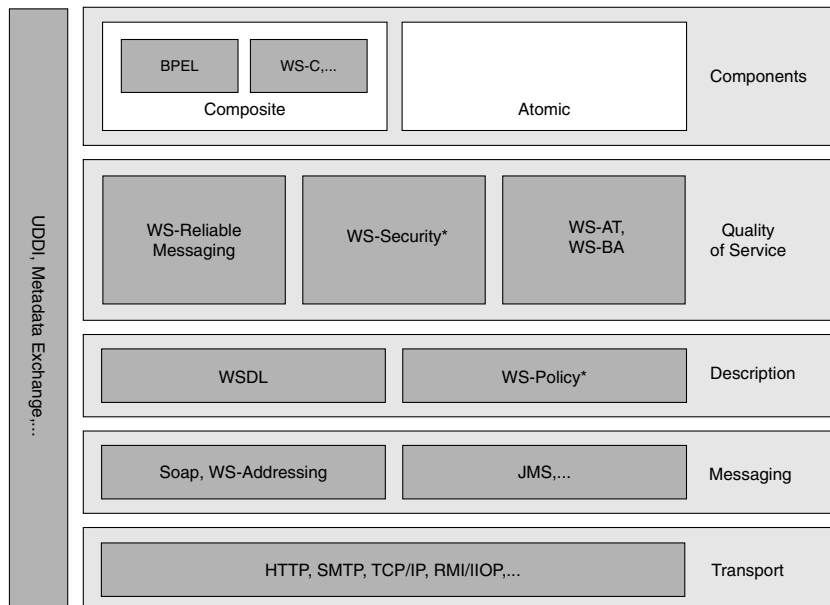 UDDI, Metadata Exchange,...
BPEL
WS-C,...
Composite
Atomic
Components
WS-Reliable
Messaging
WS-Security*
WS-AT,
WS-BA
Quality
of Service
WSDL
WS-Policy*
Description
Soap, WS-Addressing
JMS,...
Messaging
HTTP, SMTP, TCP/IP, RMI/IIOP,...
Transport